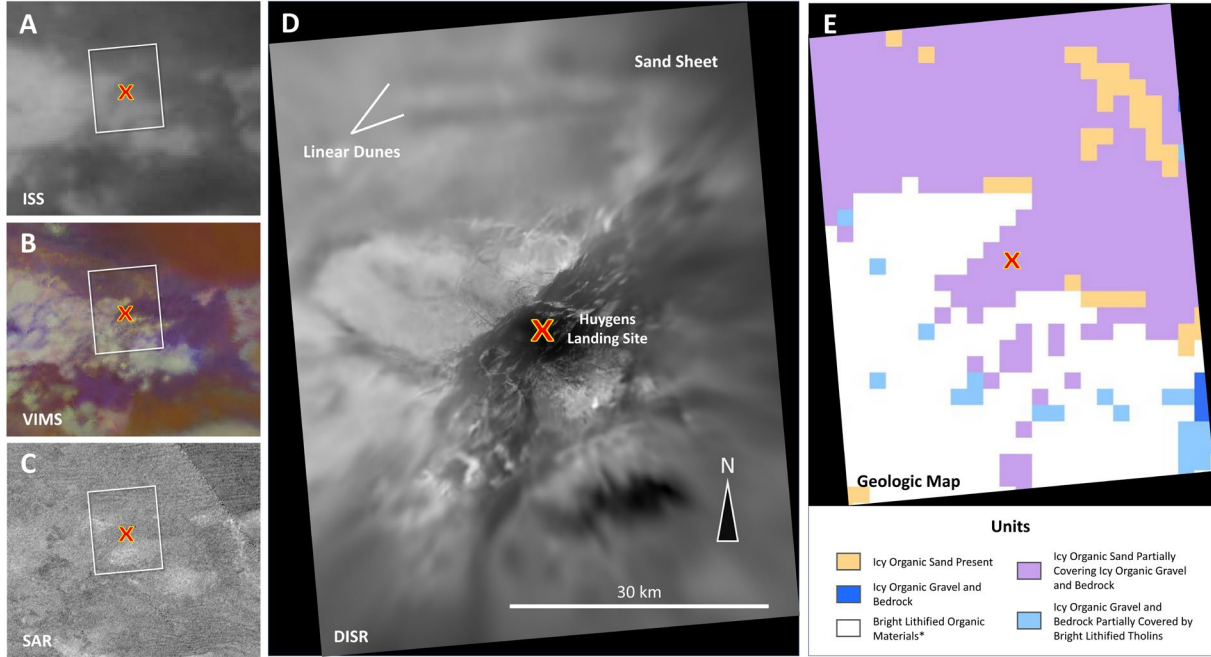 A
X
ISS
B
X
VIMS
C
X
SAR
D
Sand Sheet
Linear Dunes
X
Huygens
Landing Site
N
30 km
DISR
E
X
Geologic Map
Units
Icy Organic Sand Present
Icy Organic Gravel and
Bedrock
Bright Lithified Organic
Materials*
Icy Organic Sand Partially
Covering Icy Organic Gravel
and Bedrock
Icy Organic Gravel and
Bedrock Partially Covered by
Bright Lithified Tholins